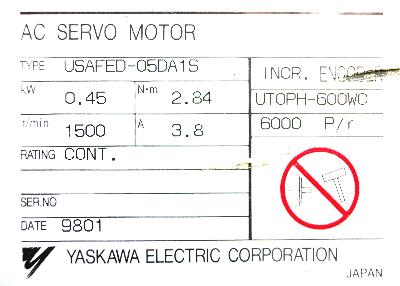 AC SERVO MOTOR
TYPE USAFED-05DA1S
kW 0.45 N·m 2.84
r/min 1500 A 3.8
RATING CONT.
SER.NO
DATE 9801
INCR. ENCODER
UTOPH-600WC
6000 P/r
YASKAWA ELECTRIC CORPORATION
JAPAN